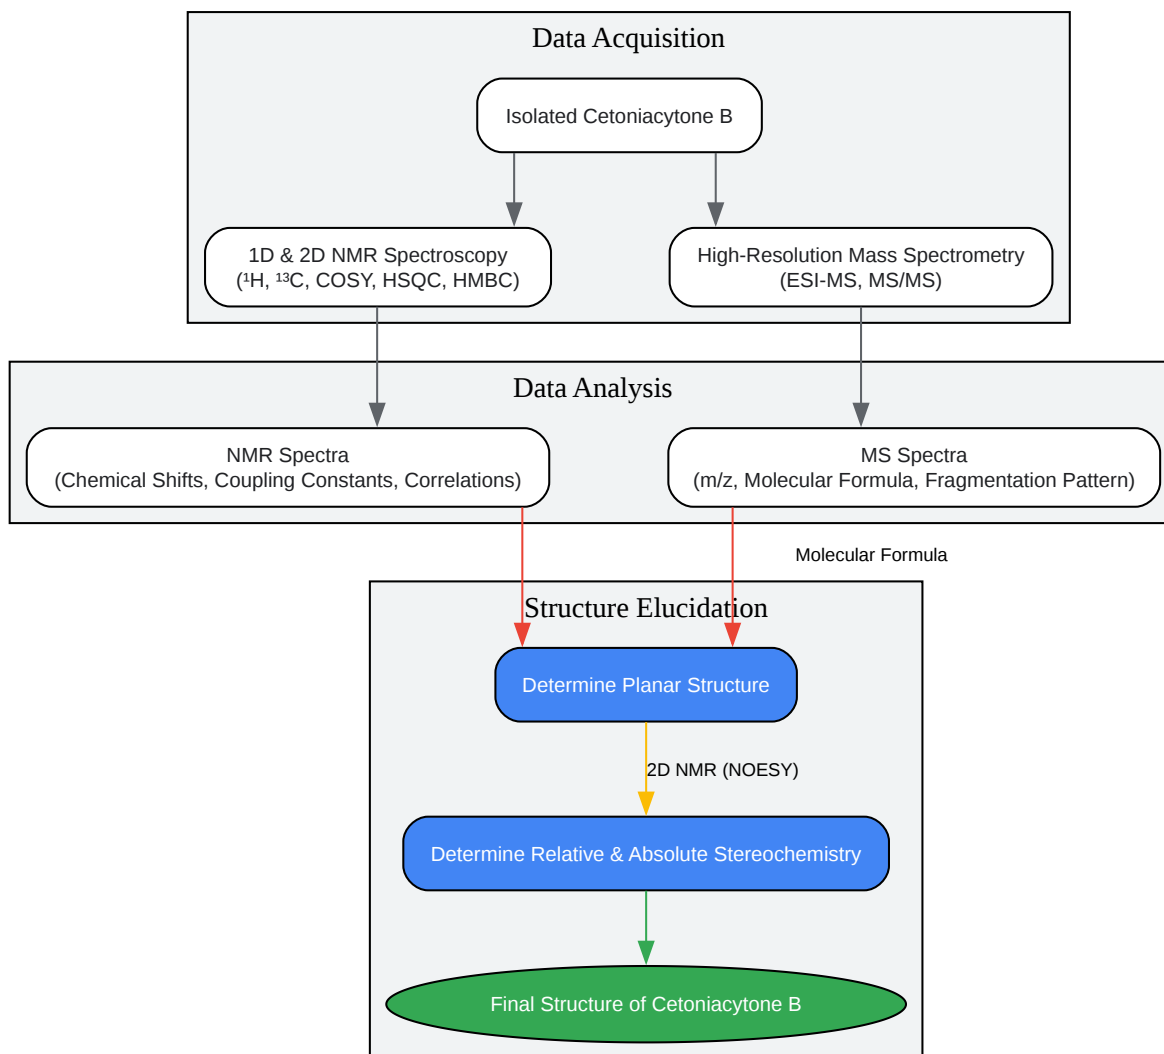 Data Acquisition
Isolated Cetoniacytone B
1D & 2D NMR Spectroscopy
(¹H, ¹³C, COSY, HSQC, HMBC)
High-Resolution Mass Spectrometry
(ESI-MS, MS/MS)
Data Analysis
NMR Spectra
(Chemical Shifts, Coupling Constants, Correlations)
MS Spectra
(m/z, Molecular Formula, Fragmentation Pattern)
Molecular Formula
Structure Elucidation
Determine Planar Structure
2D NMR (NOESY)
Determine Relative & Absolute Stereochemistry
Final Structure of Cetoniacytone B